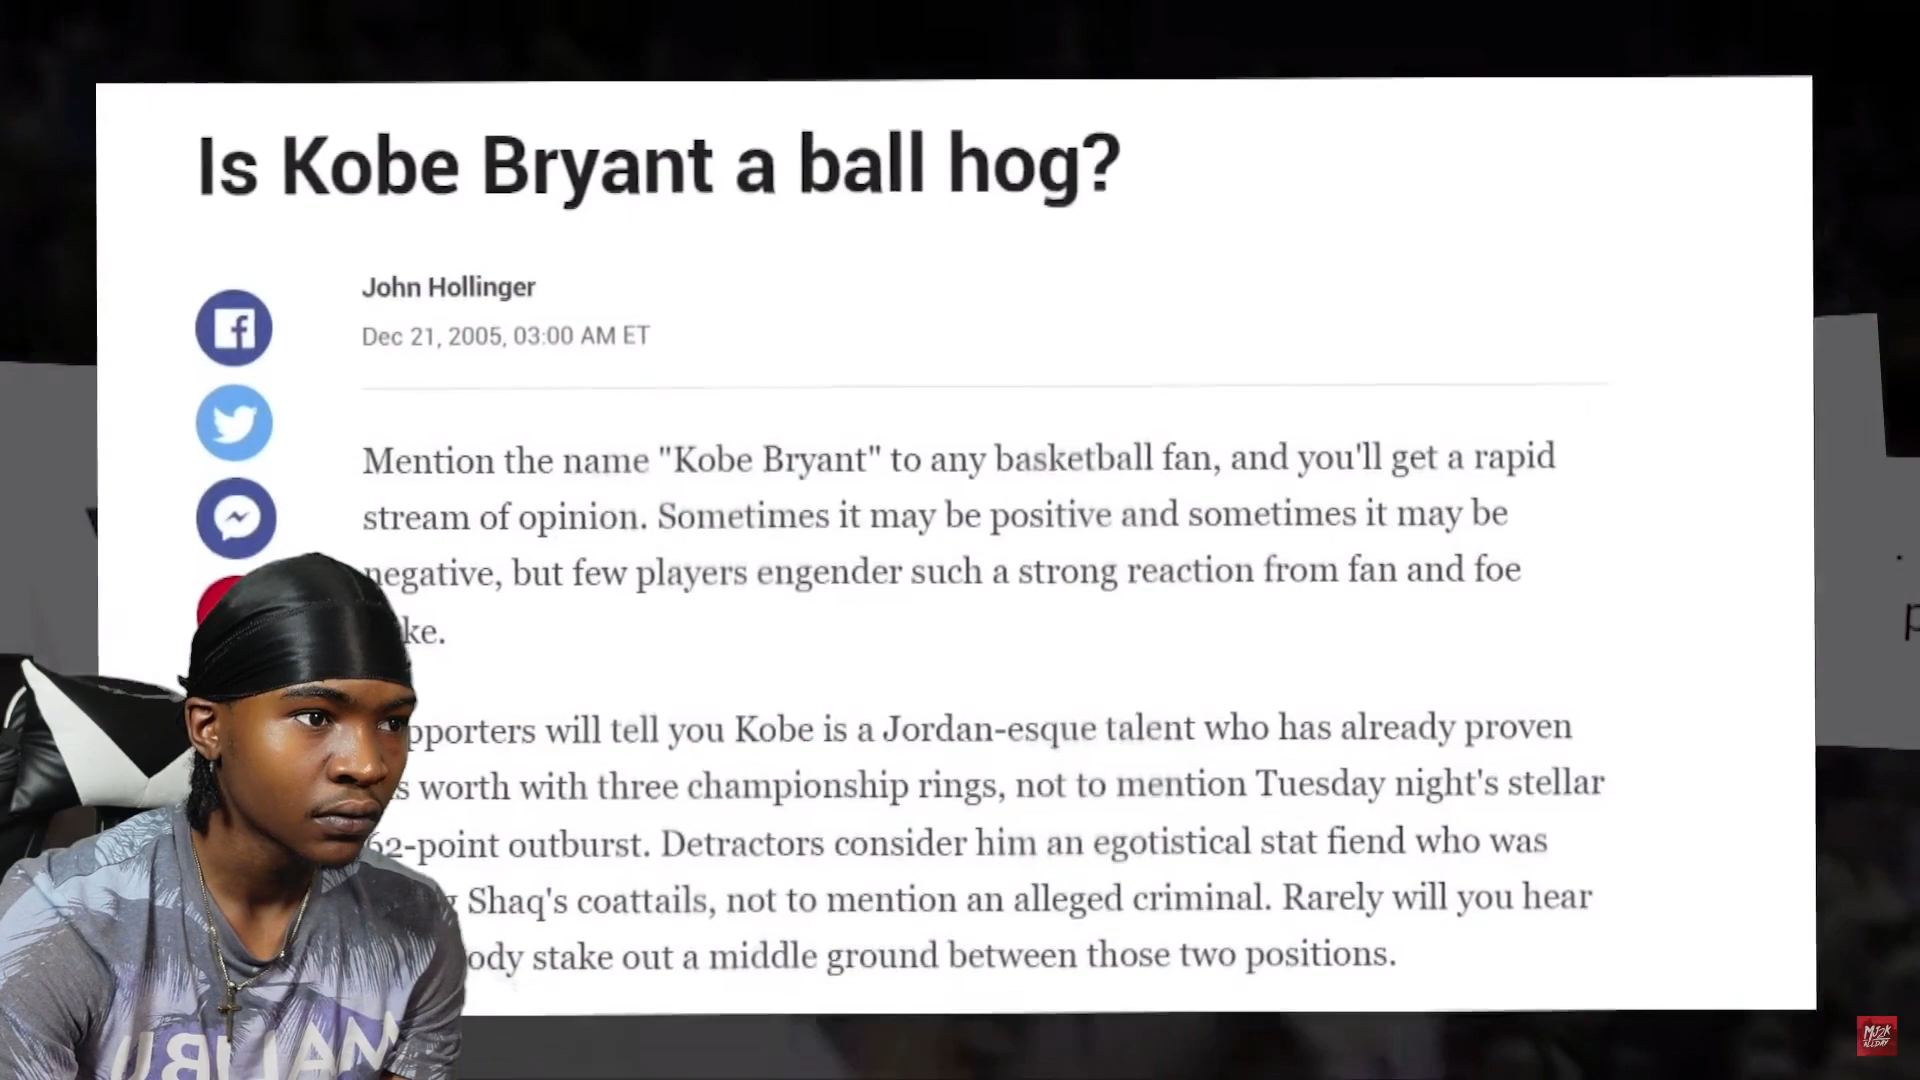 Is Kobe Bryant a ball hog?
John Hollinger
Dec 21, 2005, 03:00 AM ET
Mention the name "Kobe Bryant" to any basketball fan, and you'll get a rapid
stream of opinion. Sometimes it may be positive and sometimes it may be
negative, but few players engender such a strong reaction from fan and foe
ke.
pporters will tell you Kobe is a Jordan-esque talent who has already proven
s worth with three championship rings, not to mention Tuesday night's stellar
62-point outburst. Detractors consider him an egotistical stat fiend who was
Shaq's coattails, not to mention an alleged criminal. Rarely will you hear
ody stake out a middle ground between those two positions.
MALIBU
MJ2K
ALLDAY